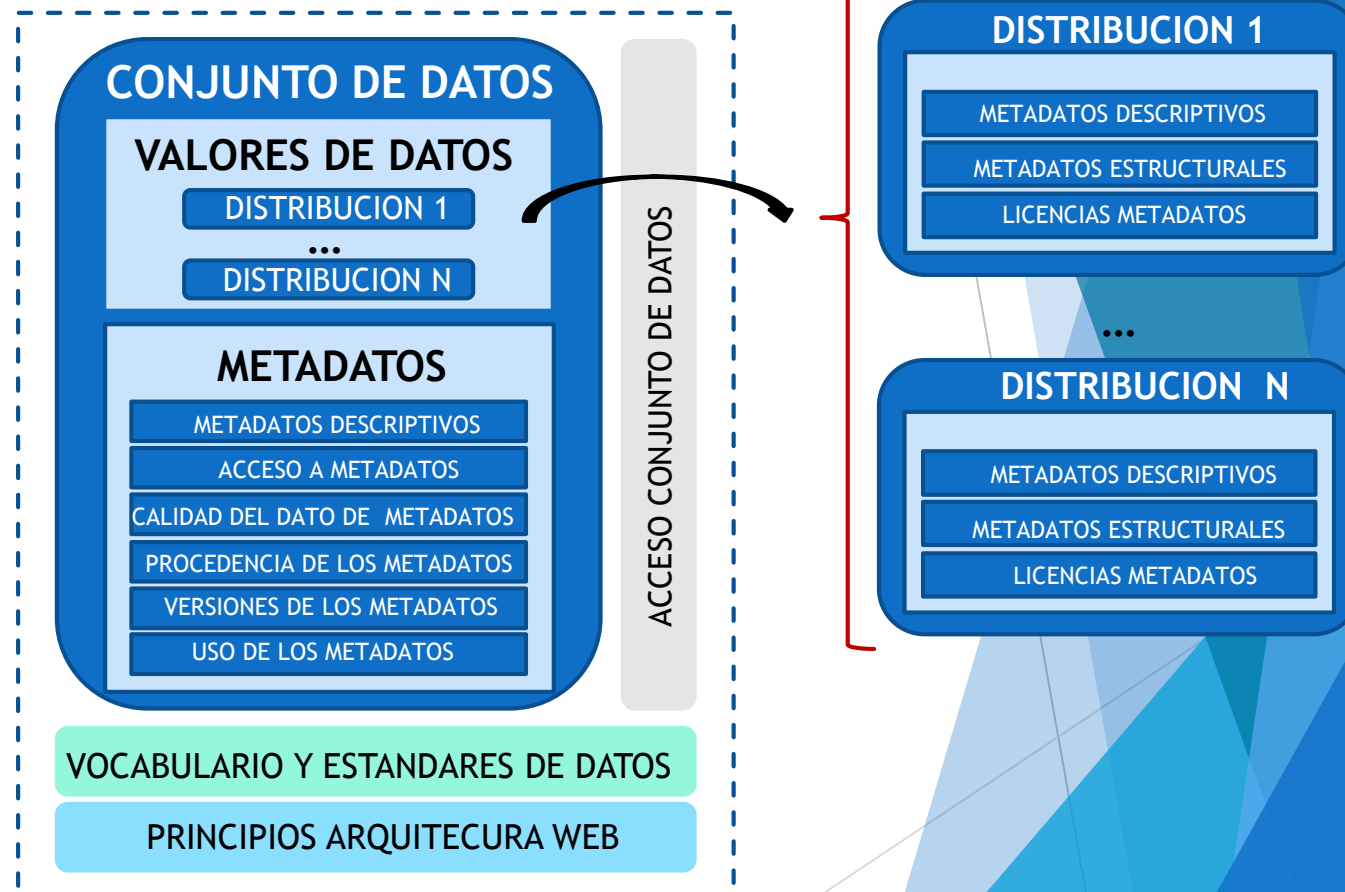 CONJUNTO DE DATOS
VALORES DE DATOS
DISTRIBUCION 1
...
DISTRIBUCION N
METADATOS
METADATOS DESCRIPTIVOS
ACCESO A METADATOS
CALIDAD DEL DATO DE METADATOS
PROCEDENCIA DE LOS METADATOS
VERSIONES DE LOS METADATOS
USO DE LOS METADATOS
ACCESO CONJUNTO DE DATOS
VOCABULARIO Y ESTANDARES DE DATOS
PRINCIPIOS ARQUITECURA WEB
DISTRIBUCION 1
METADATOS DESCRIPTIVOS
METADATOS ESTRUCTURALES
LICENCIAS METADATOS
...
DISTRIBUCION N
METADATOS DESCRIPTIVOS
METADATOS ESTRUCTURALES
LICENCIAS METADATOS